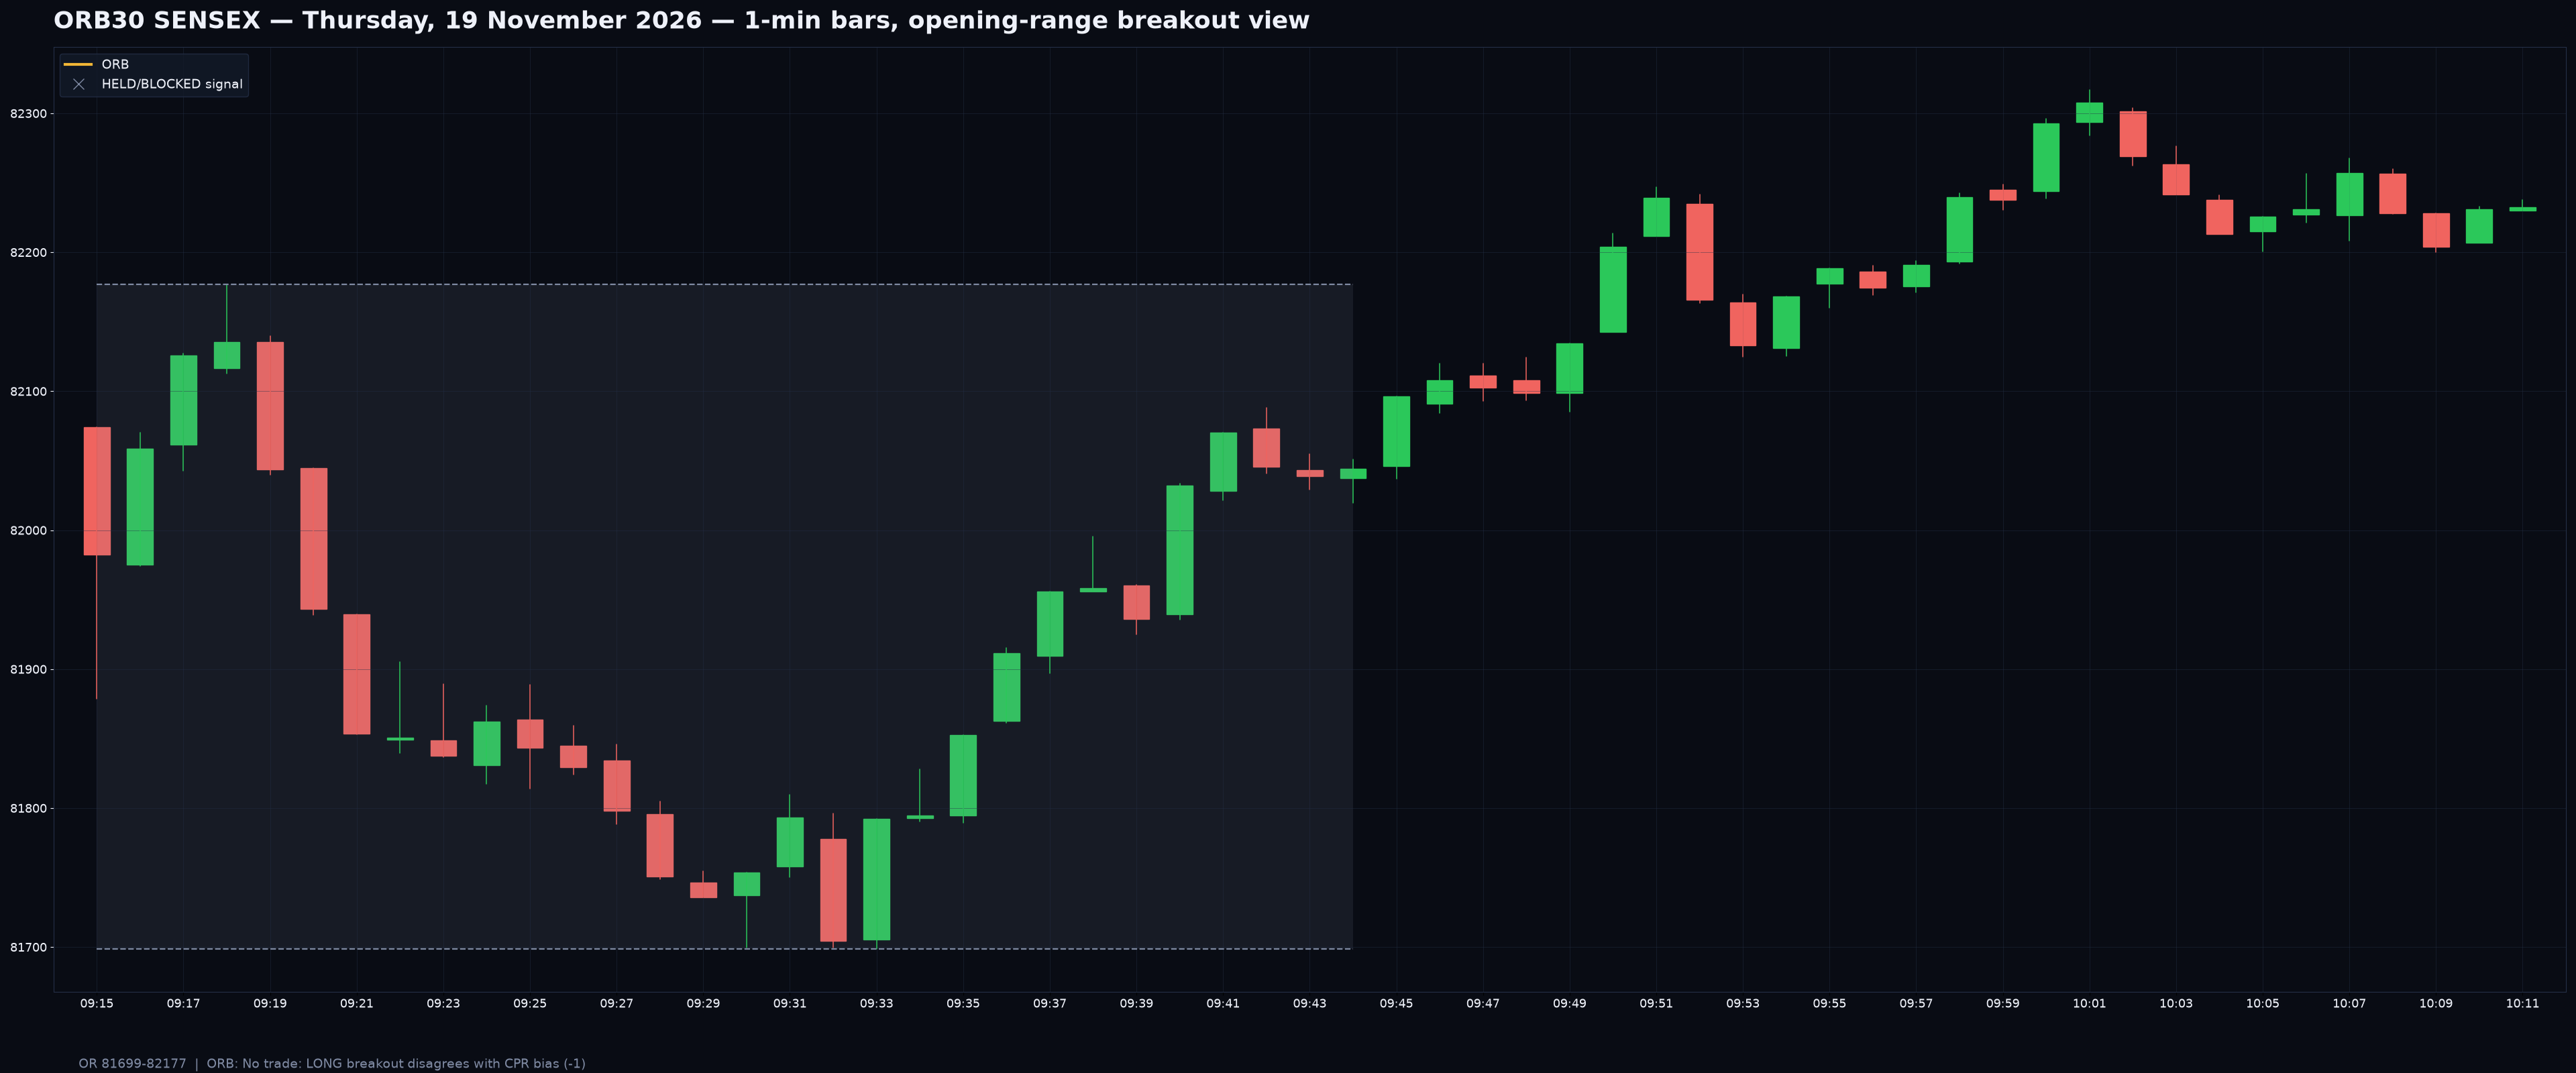 ORB30 SENSEX — Thursday, 19 November 2026 — 1-min bars, opening-range breakout view
ORB
HELD/BLOCKED signal
82300
82200
82100
82000
81900
81800
81700
09:15 09:17 09:19 09:21 09:23 09:25 09:27 09:29 09:31 09:33 09:35 09:37 09:39 09:41 09:43 09:45 09:47 09:49 09:51 09:53 09:55 09:57 09:59 10:01 10:03 10:05 10:07 10:09 10:11
OR 81699-82177 | ORB: No trade: LONG breakout disagrees with CPR bias (-1)